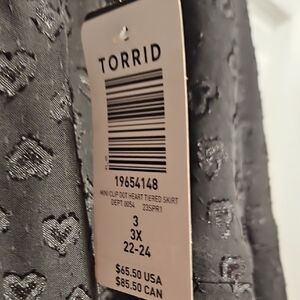 TORRID
19654148
MINI CLIP DOT HEART TIERED SKIRT
DEPT 0054 23SPR1
3
3X
22-24
$65.50 USA
$85.50 CAN